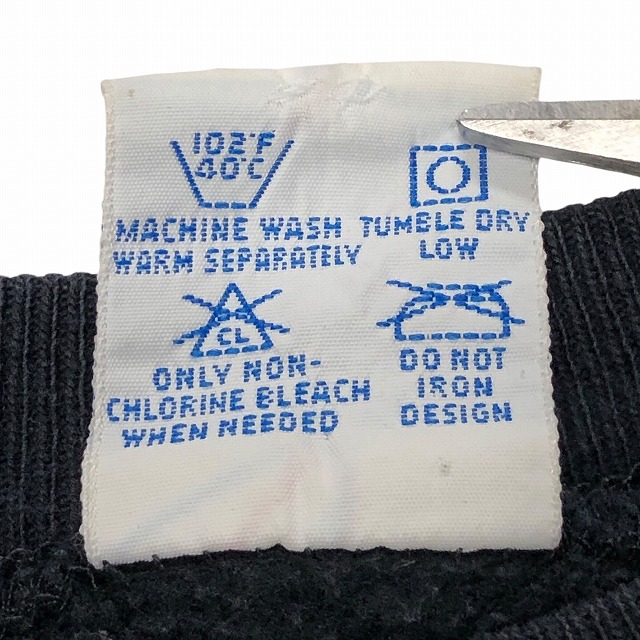 102°F
40°C
MACHINE WASH
WARM SEPARATELY
TUMBLE DRY
LOW
CL
ONLY NON-
CHLORINE BLEACH
WHEN NEEDED
DO NOT
IRON
DESIGN